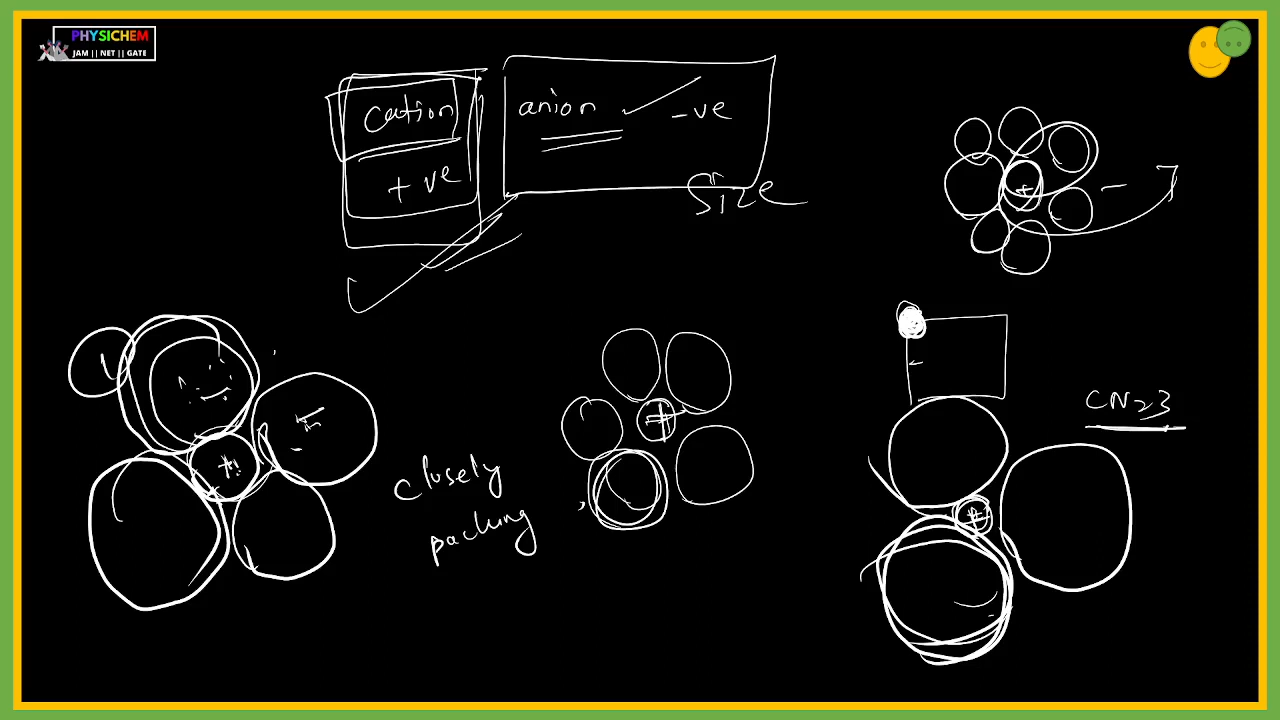 PHYSICHEM
JAM || NET || GATE
cation
+ve
anion
-ve
Size
closely
packing
CN=3